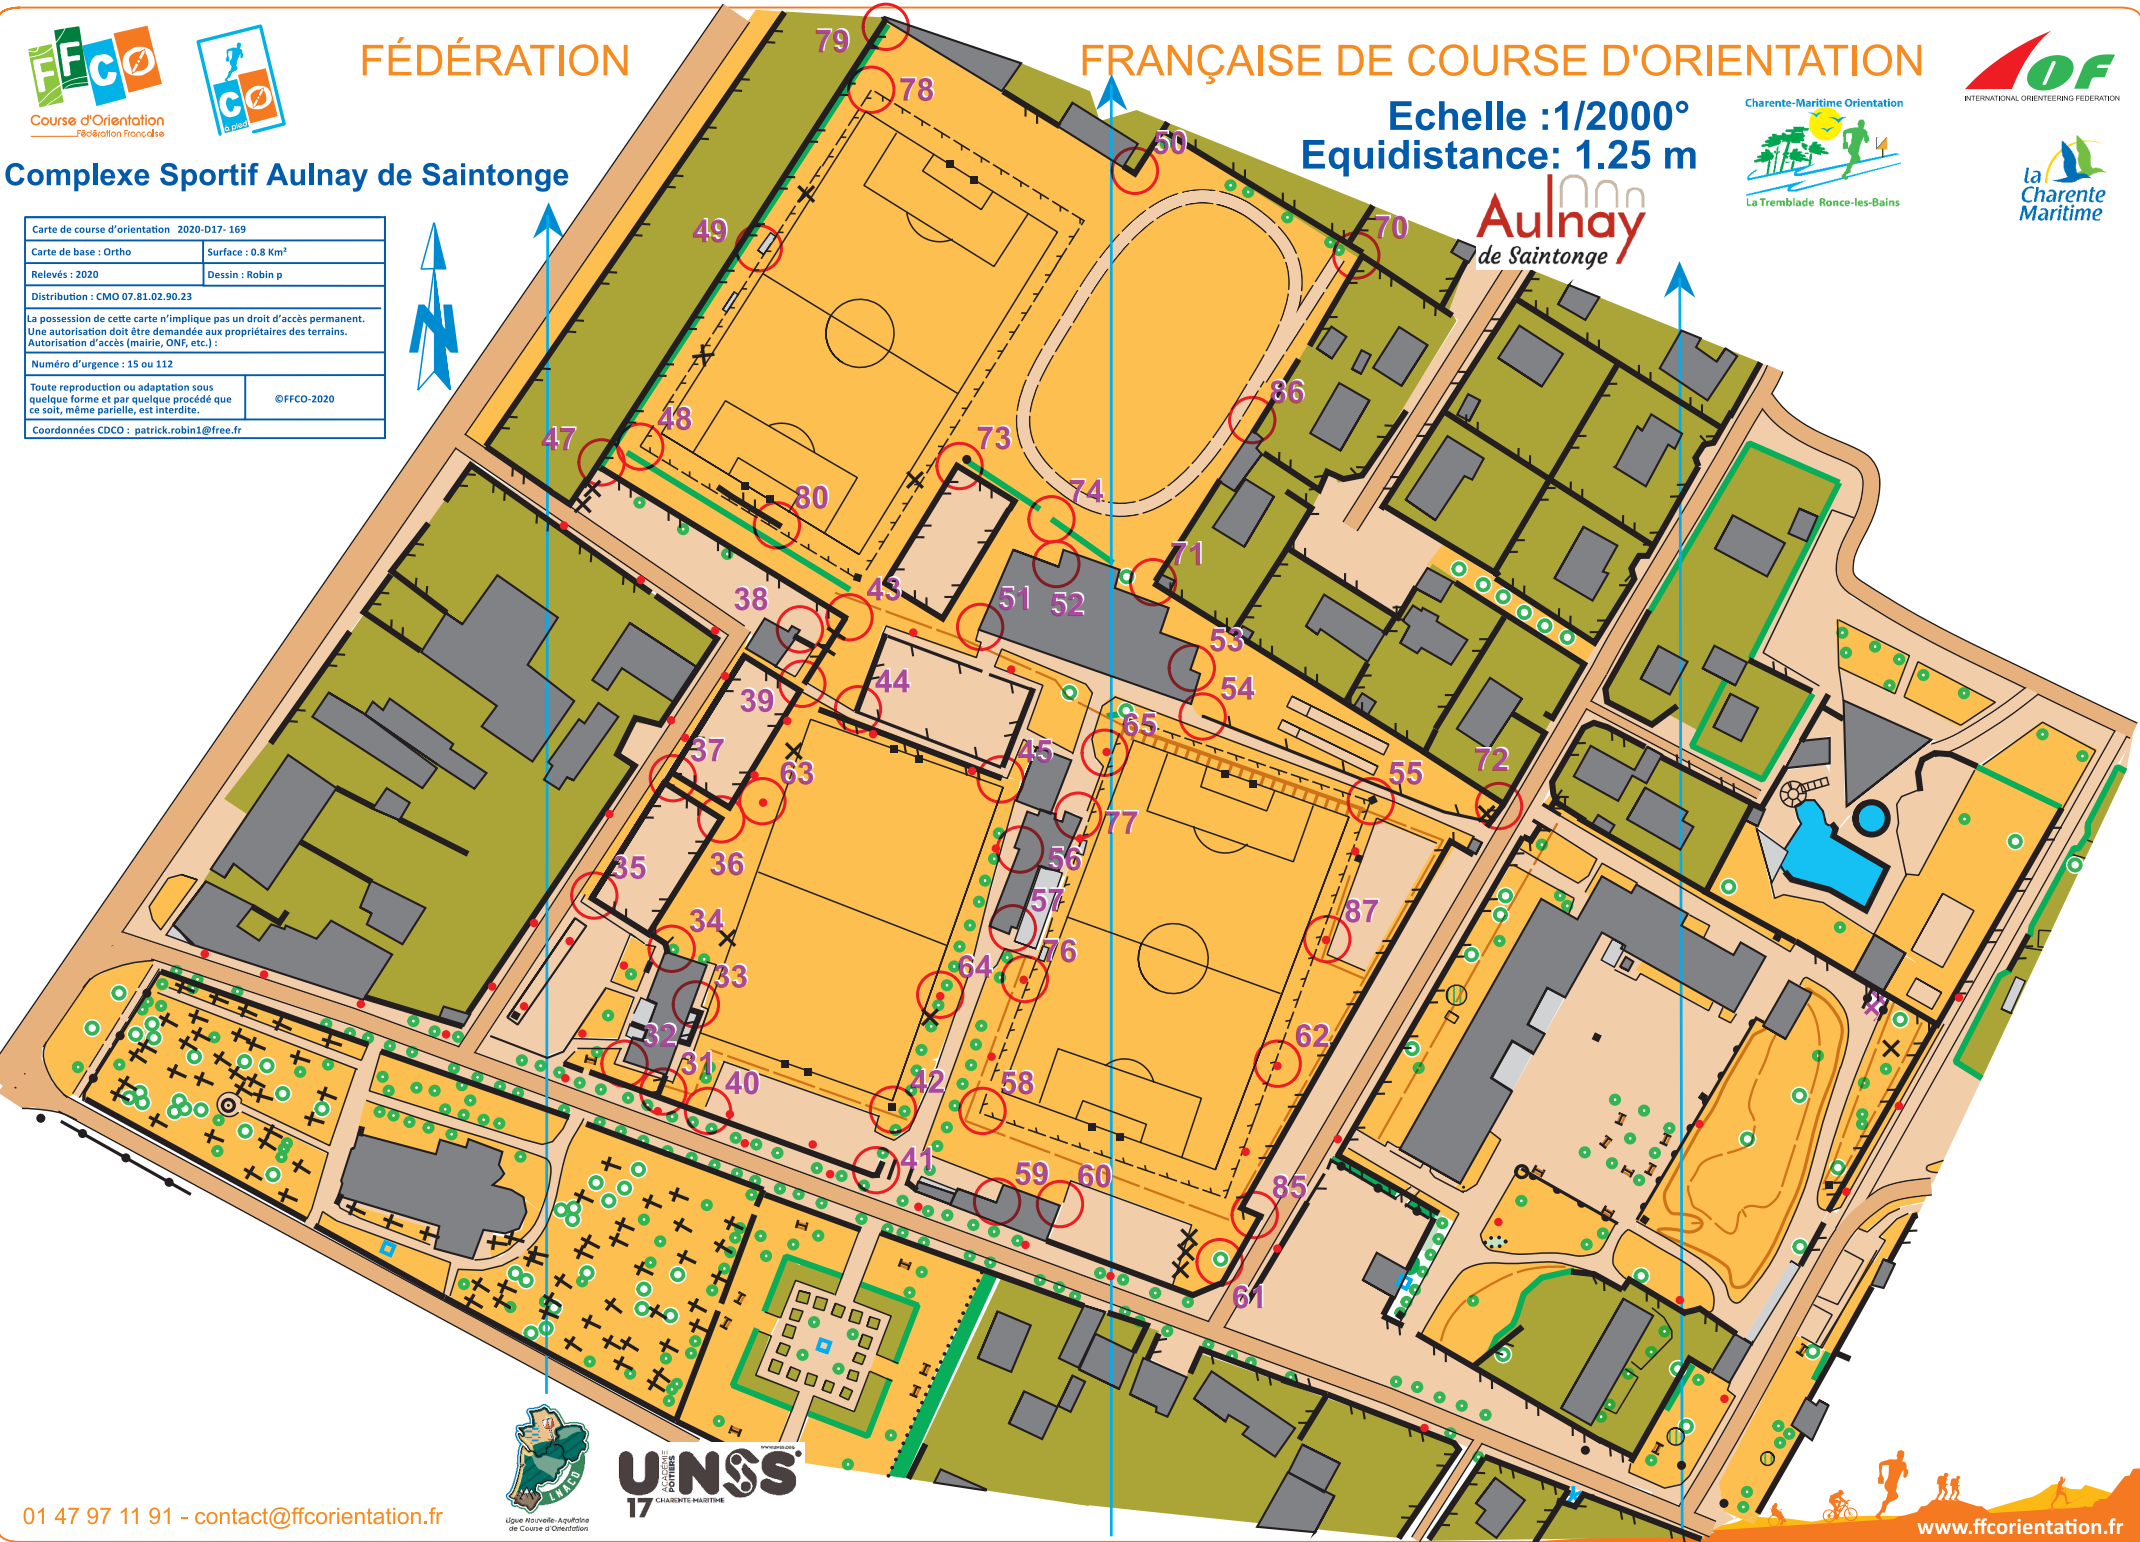 FFCO
Course d'Orientation
Fédération Française
CO
à pied
FÉDÉRATION
FRANÇAISE DE COURSE D'ORIENTATION
IOF
INTERNATIONAL ORIENTEERING FEDERATION
Echelle :1/2000°
Equidistance: 1.25 m
Charente-Maritime Orientation
La Tremblade Ronce-les-Bains
la
Charente
Maritime
Aulnay
de Saintonge
Complexe Sportif Aulnay de Saintonge
Carte de course d'orientation 2020-D17- 169
Carte de base : Ortho
Surface : 0.8 Km²
Relevés : 2020
Dessin : Robin p
Distribution : CMO 07.81.02.90.23
La possession de cette carte n'implique pas un droit d'accès permanent.
Une autorisation doit être demandée aux propriétaires des terrains.
Autorisation d'accès (mairie, ONF, etc.) :
Numéro d'urgence : 15 ou 112
Toute reproduction ou adaptation sous
quelque forme et par quelque procédé que
ce soit, même parielle, est interdite.
©FFCO-2020
Coordonnées CDCO : patrick.robin1@free.fr
N
79
78
50
49
70
86
48
47
73
80
74
71
43
38
51
52
53
44
54
39
65
37
45
63
55
72
77
36
56
35
57
87
34
76
33
64
32
62
31
40
42
58
41
59
60
85
61
LNACO
Ligue Nouvelle-Aquitaine
de Course d'Orientation
UNSS
ACADÉMIE
POITIERS
17
CHARENTE-MARITIME
01 47 97 11 91 - contact@ffcorientation.fr
www.ffcorientation.fr